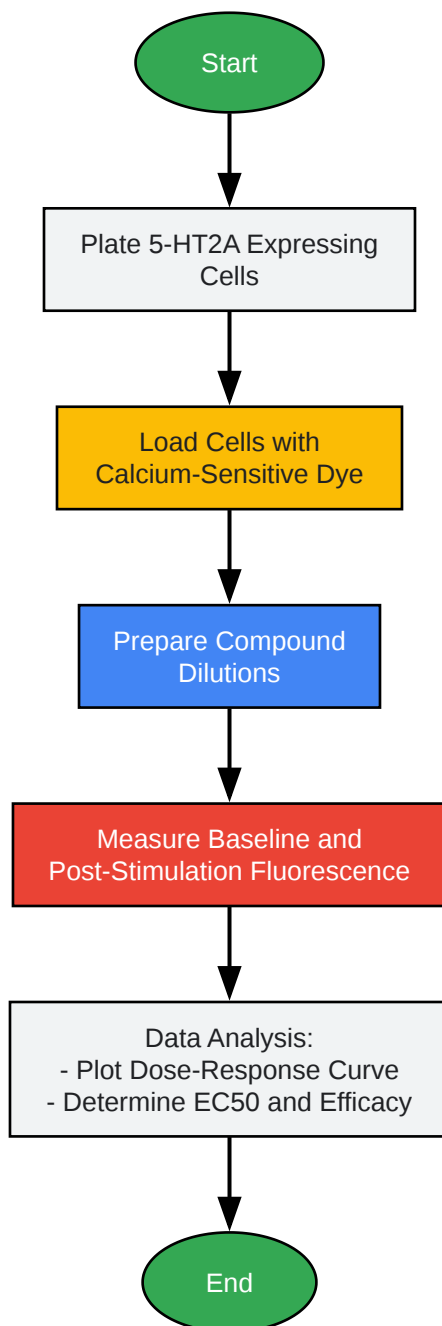 Start
Plate 5-HT2A Expressing
Cells
Load Cells with
Calcium-Sensitive Dye
Prepare Compound
Dilutions
Measure Baseline and
Post-Stimulation Fluorescence
Data Analysis:
- Plot Dose-Response Curve
- Determine EC50 and Efficacy
End